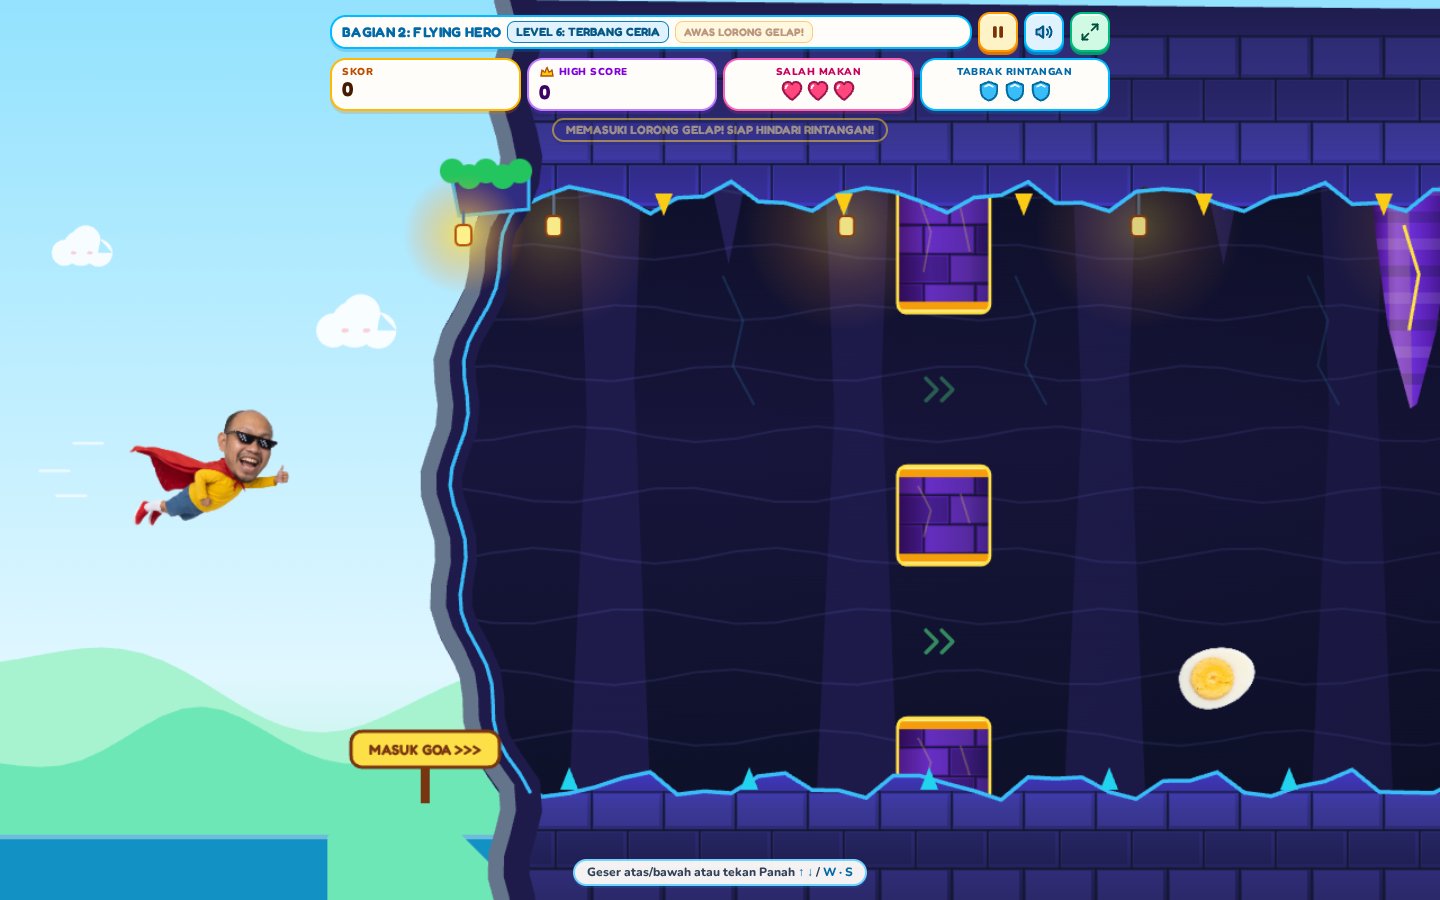 BAGIAN 2: FLYING HERO
LEVEL 6: TERBANG CERIA
AWAS LORONG GELAP!
SKOR
0
HIGH SCORE
0
SALAH MAKAN
TABRAK RINTANGAN
MEMASUKI LORONG GELAP! SIAP HINDARI RINTANGAN!
MASUK GOA >>>
Geser atas/bawah atau tekan Panah ↑ ↓ / W · S